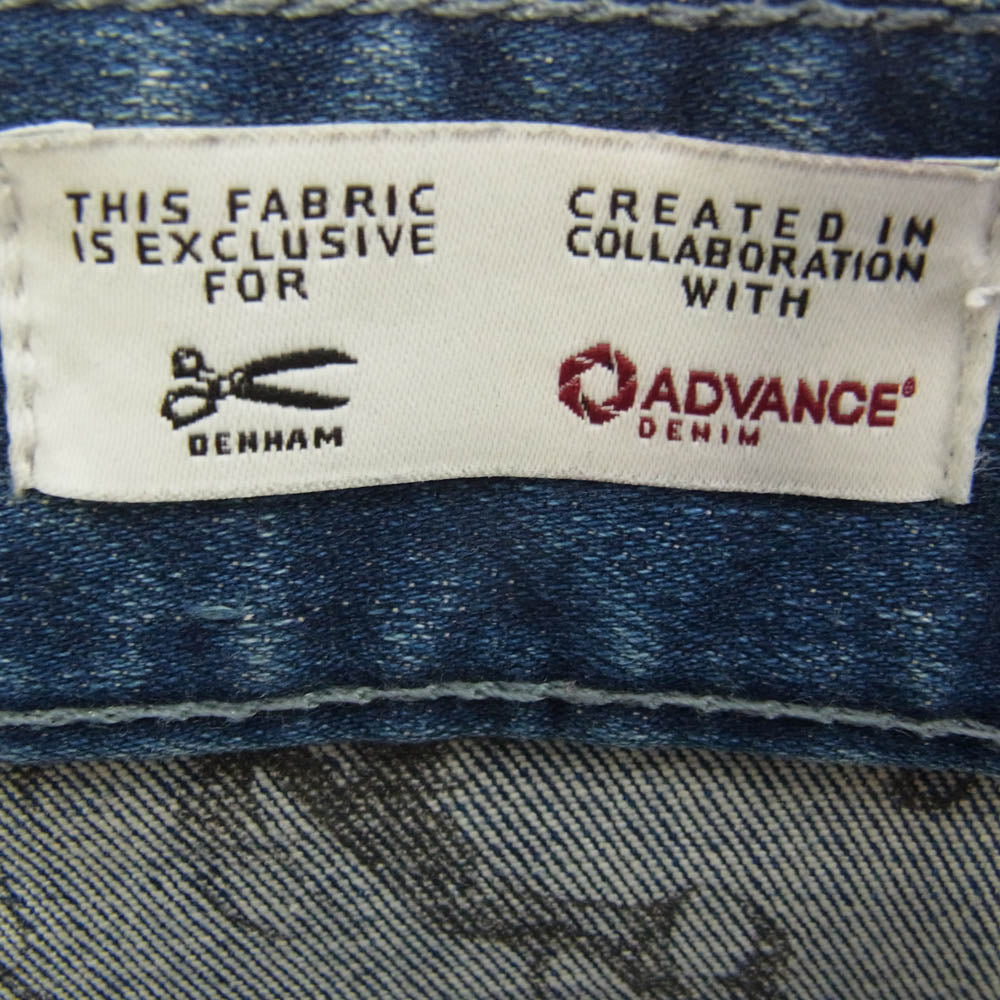 THIS FABRIC
IS EXCLUSIVE
FOR
DENHAM
CREATED IN
COLLABORATION
WITH
ADVANCE®
DENIM